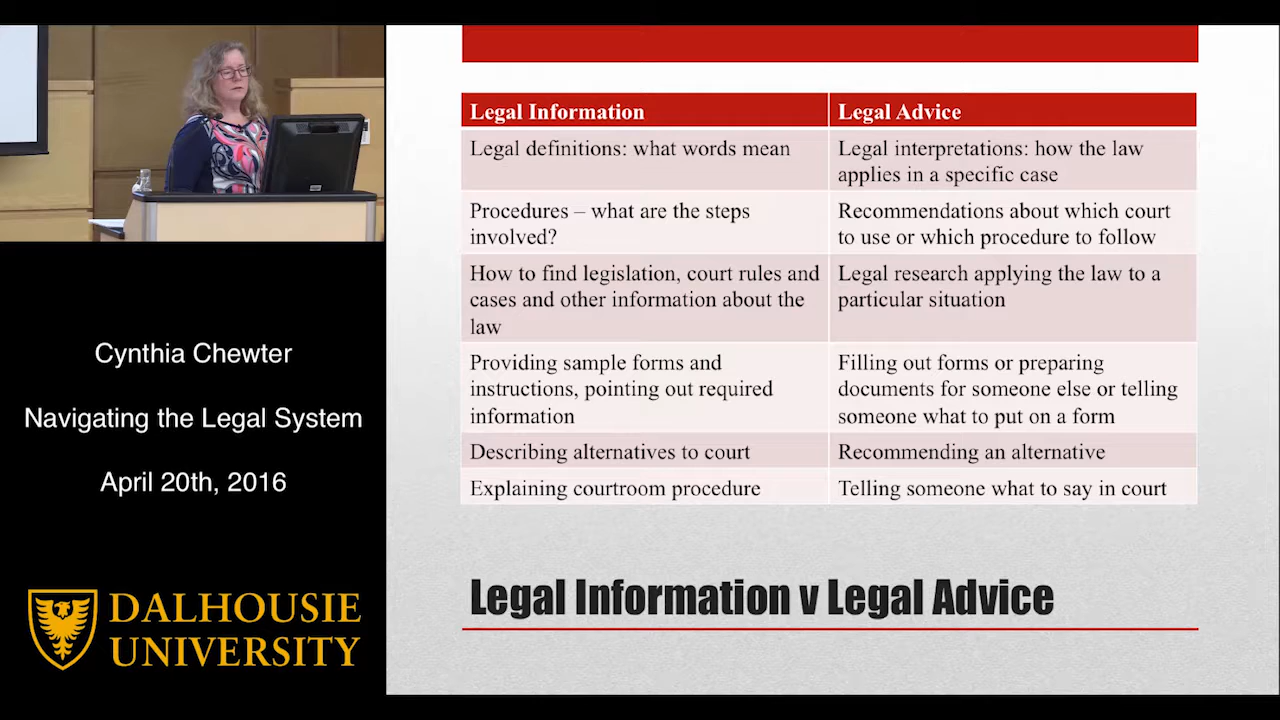 Cynthia Chewter
Navigating the Legal System
April 20th, 2016
DALHOUSIE
UNIVERSITY
Legal Information
Legal Advice
Legal definitions: what words mean
Legal interpretations: how the law
applies in a specific case
Procedures – what are the steps
involved?
Recommendations about which court
to use or which procedure to follow
How to find legislation, court rules and
cases and other information about the
law
Legal research applying the law to a
particular situation
Providing sample forms and
instructions, pointing out required
information
Filling out forms or preparing
documents for someone else or telling
someone what to put on a form
Describing alternatives to court
Recommending an alternative
Explaining courtroom procedure
Telling someone what to say in court
Legal Information v Legal Advice